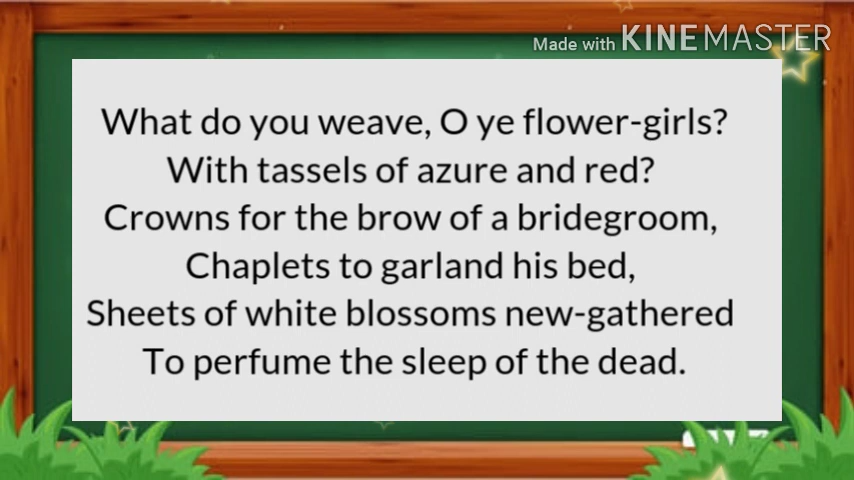 Made with KINEMASTER
What do you weave, O ye flower-girls?
With tassels of azure and red?
Crowns for the brow of a bridegroom,
Chaplets to garland his bed,
Sheets of white blossoms new-gathered
To perfume the sleep of the dead.